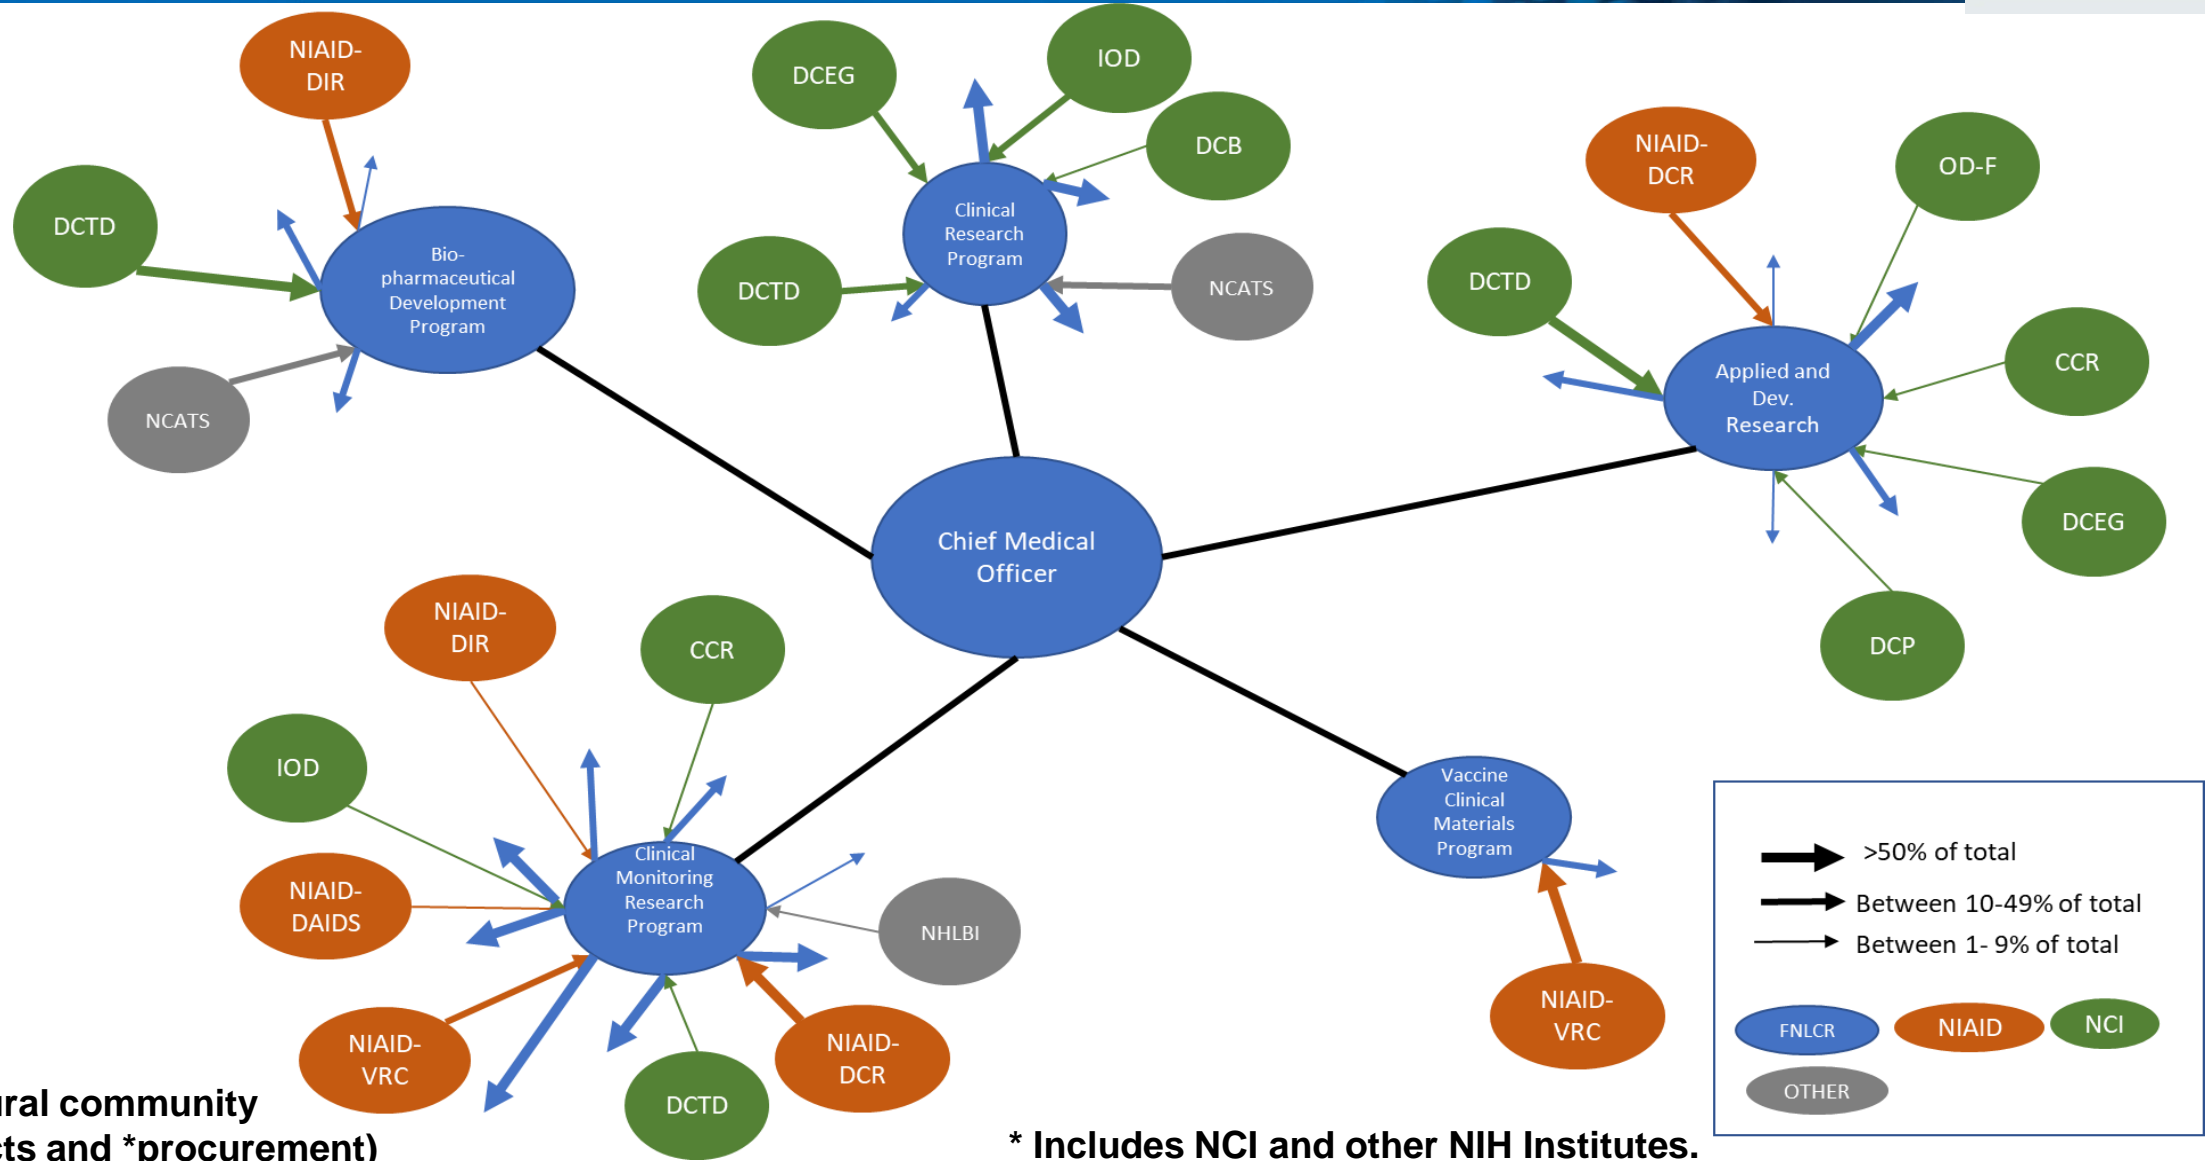 NIAID-
DIR
DCTD
Bio-
pharmaceutical
Development
Program
NCATS
DCEG
IOD
DCB
Clinical
Research
Program
DCTD
NCATS
NIAID-
DCR
OD-F
DCTD
CCR
Applied and
Dev.
Research
DCEG
DCP
Chief Medical
Officer
NIAID-
DIR
CCR
IOD
NIAID-
DAIDS
Clinical
Monitoring
Research
Program
NHLBI
NIAID-
VRC
DCTD
NIAID-
DCR
Vaccine
Clinical
Materials
Program
NIAID-
VRC
>50% of total
Between 10-49% of total
Between 1- 9% of total
FNLCR
NIAID
NCI
OTHER
community
and *procurement)
* Includes NCI and other NIH Institutes.